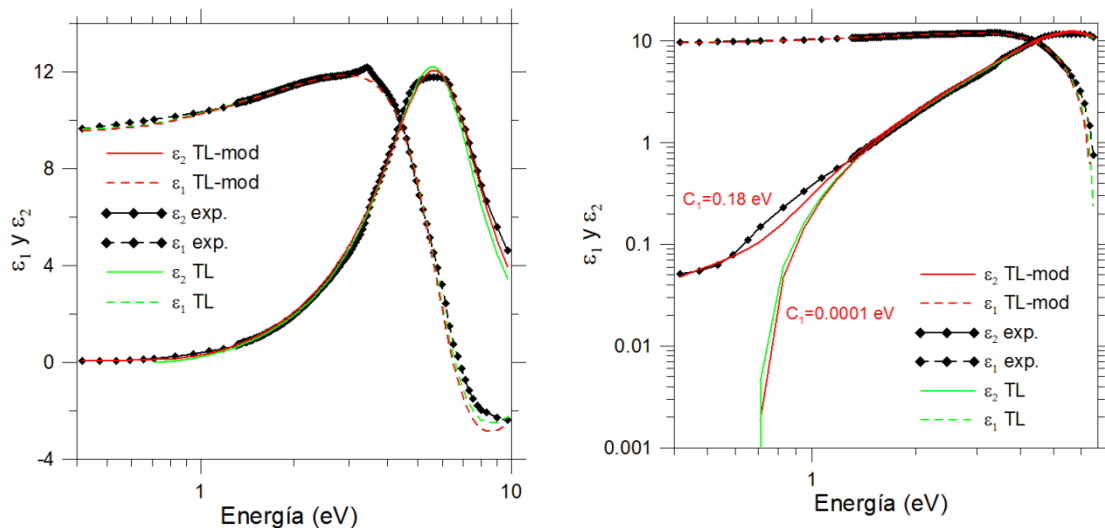 12
8
4
0
-4
ε₁ y ε₂
1
10
Energía (eV)
ε₂ TL-mod
ε₁ TL-mod
ε₂ exp.
ε₁ exp.
ε₂ TL
ε₁ TL
10
1
0.1
0.01
0.001
ε₁ y ε₂
1
Energía (eV)
C₁=0.18 eV
C₁=0.0001 eV
ε₂ TL-mod
ε₁ TL-mod
ε₂ exp.
ε₁ exp.
ε₂ TL
ε₁ TL